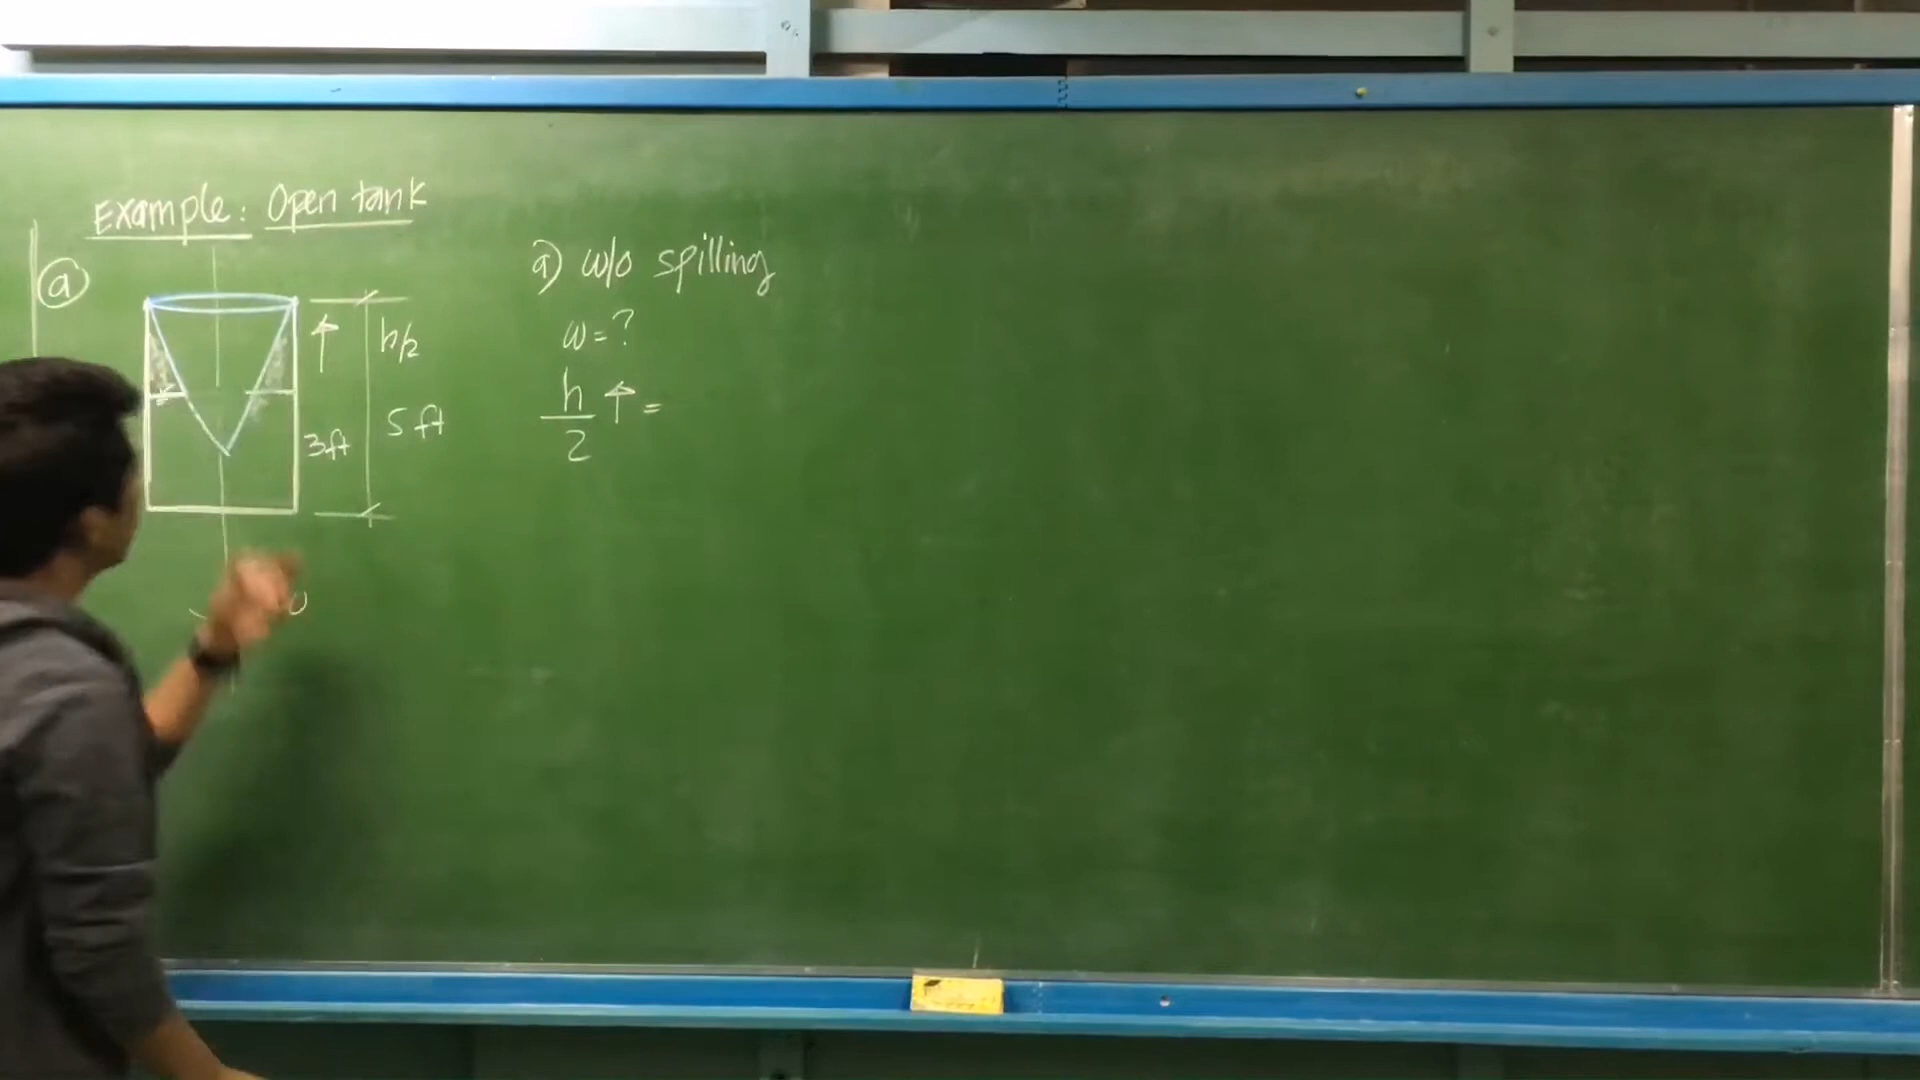 Example: Open tank
a
h/2
3ft
5 ft
a) w/o spilling
ω = ?
h/2 ↑ =